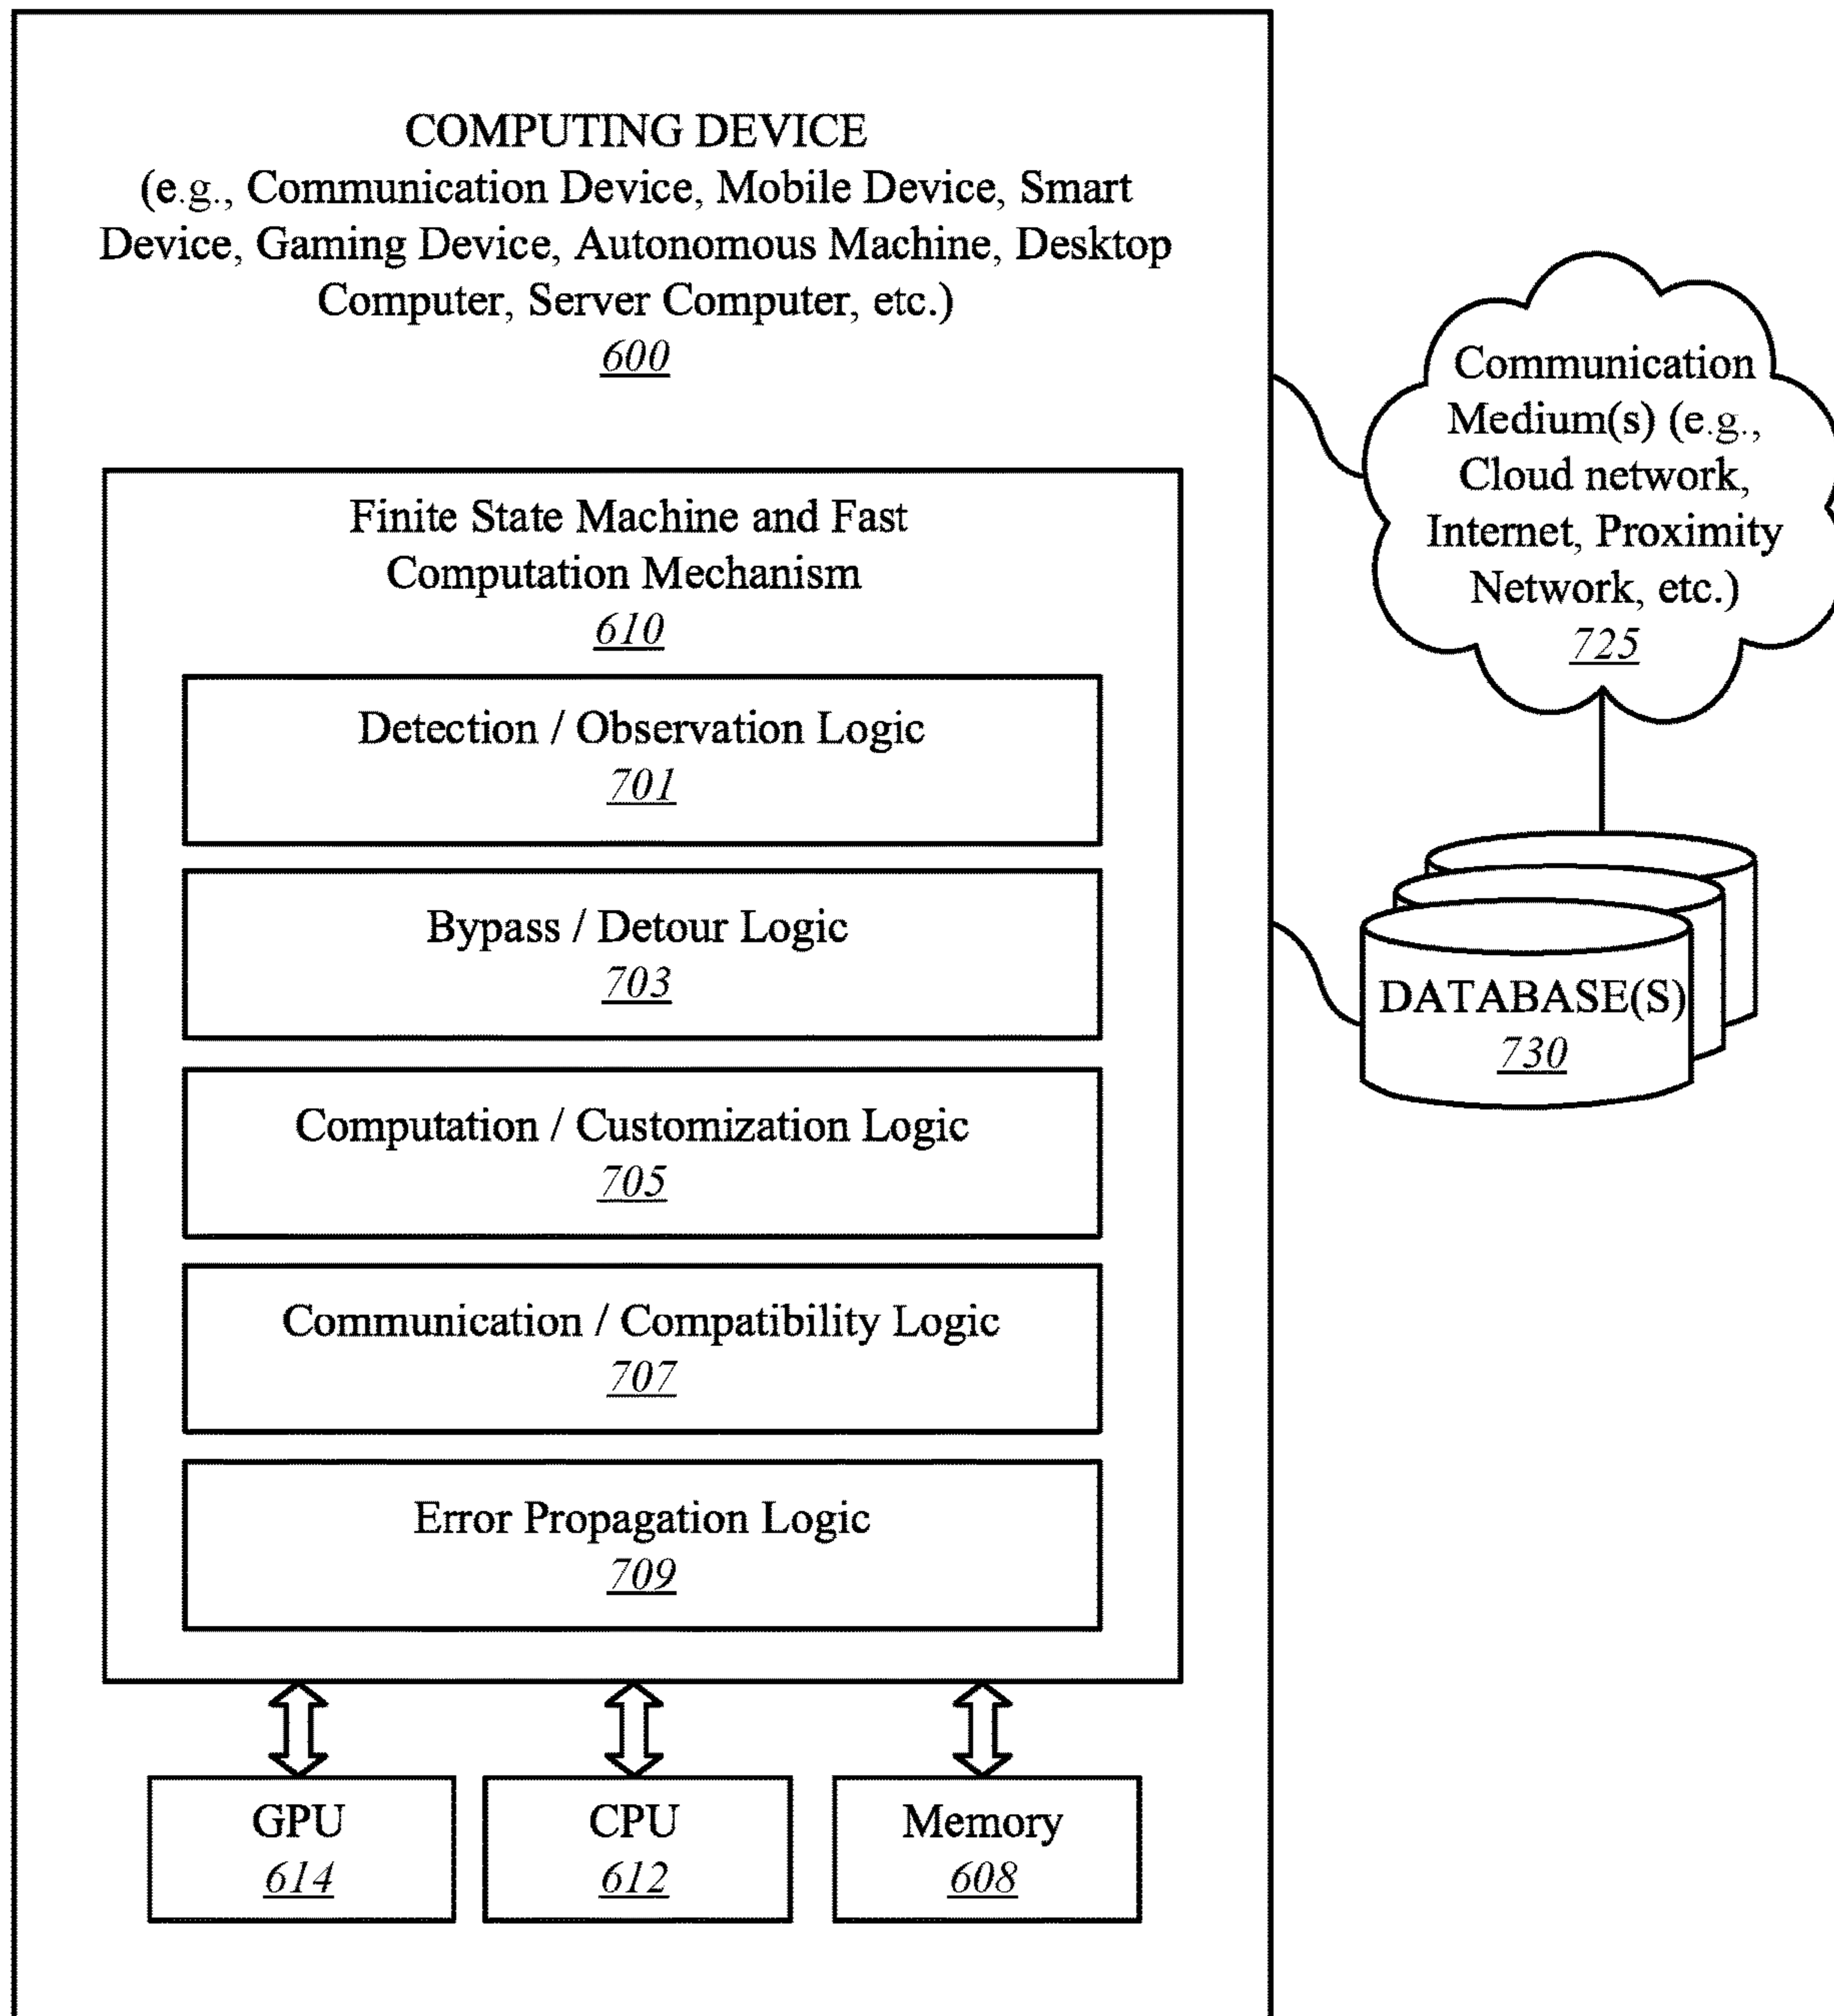 COMPUTING DEVICE
(e.g., Communication Device, Mobile Device, Smart
Device, Gaming Device, Autonomous Machine, Desktop
Computer, Server Computer, etc.)
600
Finite State Machine and Fast
Computation Mechanism
610
Detection / Observation Logic
701
Bypass / Detour Logic
703
Computation / Customization Logic
705
Communication / Compatibility Logic
707
Error Propagation Logic
709
GPU
614
CPU
612
Memory
608
Communication
Medium(s) (e.g.,
Cloud network,
Internet, Proximity
Network, etc.)
725
DATABASE(S)
730